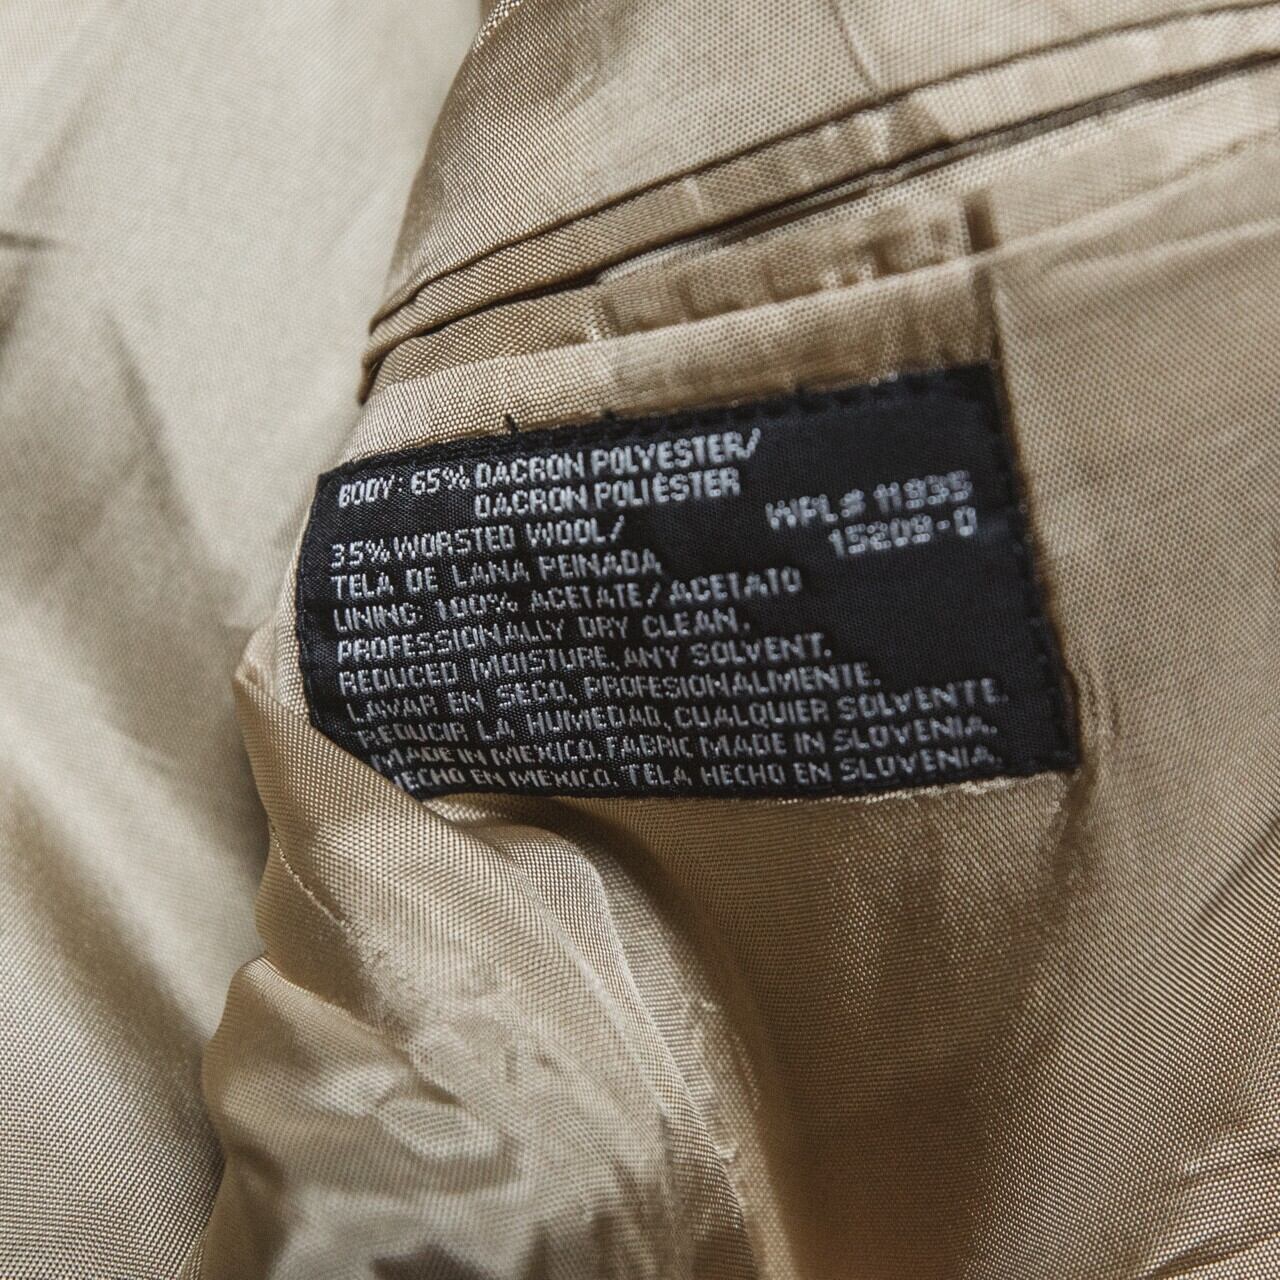 BODY 65% DACRON POLYESTER/
DACRON POLIÉSTER
WPL# 11935
15209-0
35% WORSTED WOOL/
TELA DE LANA PEINADA
LINING: 100% ACETATE/ACETATO
PROFESSIONALLY DRY CLEAN.
REDUCED MOISTURE, ANY SOLVENT.
LAVAR EN SECO, PROFESIONALMENTE.
REDUCIR LA HUMEDAD, CUALQUIER SOLVENTE.
MADE IN MEXICO. FABRIC MADE IN SLOVENIA.
ECHO EN MEXICO. TELA HECHO EN SLOVENIA.